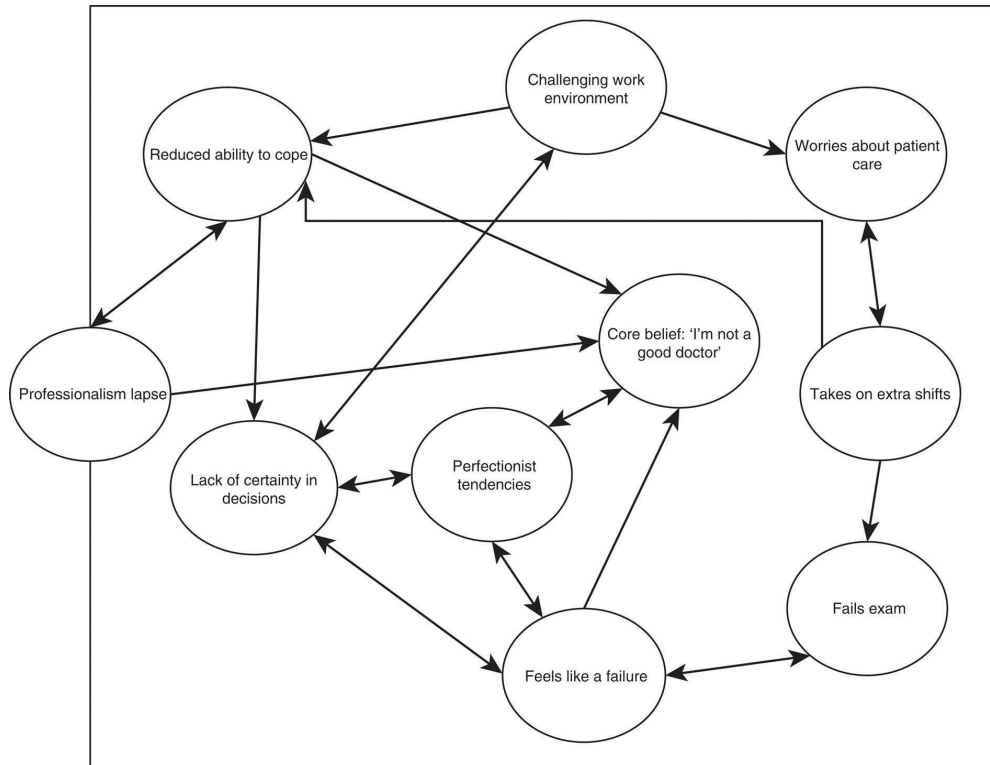 Challenging work
environment
Reduced ability to cope
Worries about patient
care
Core belief: ‘I’m not a
good doctor’
Professionalism lapse
Takes on extra shifts
Perfectionist
tendencies
Lack of certainty in
decisions
Fails exam
Feels like a failure